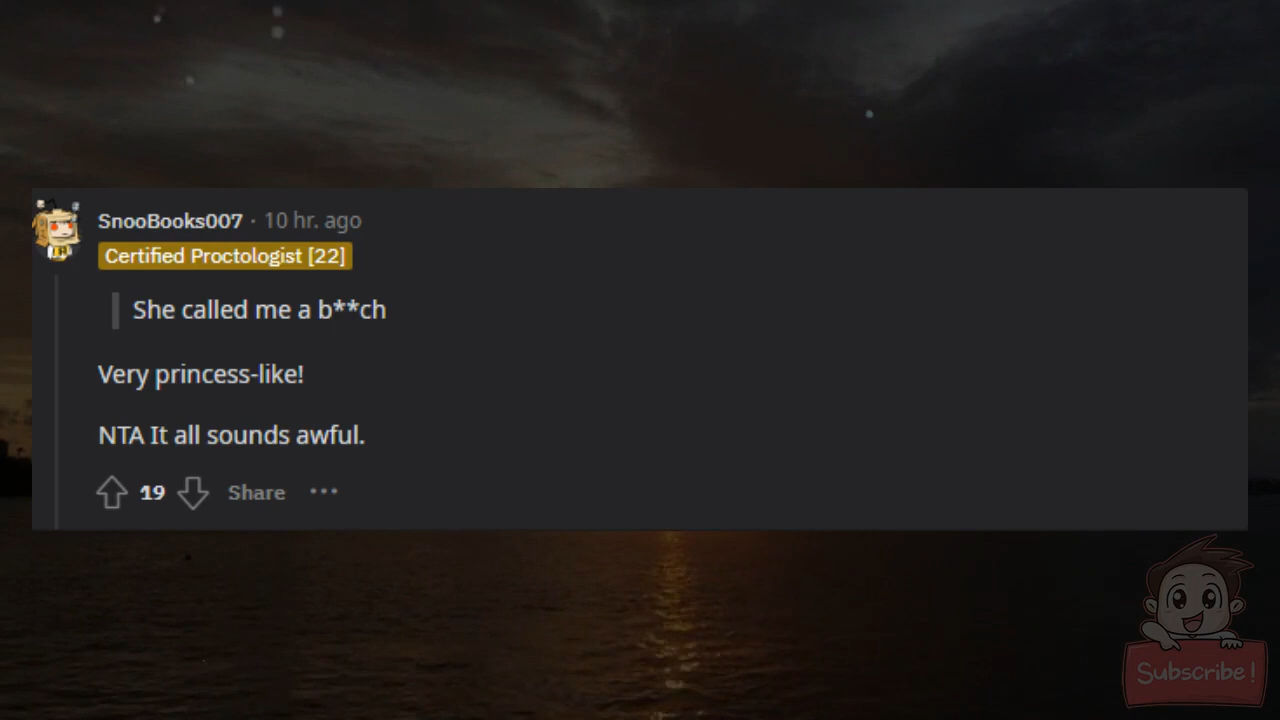 SnooBooks007 · 10 hr. ago
Certified Proctologist [22]
She called me a b**ch
Very princess-like!
NTA It all sounds awful.
19 Share ···
Subscribe!